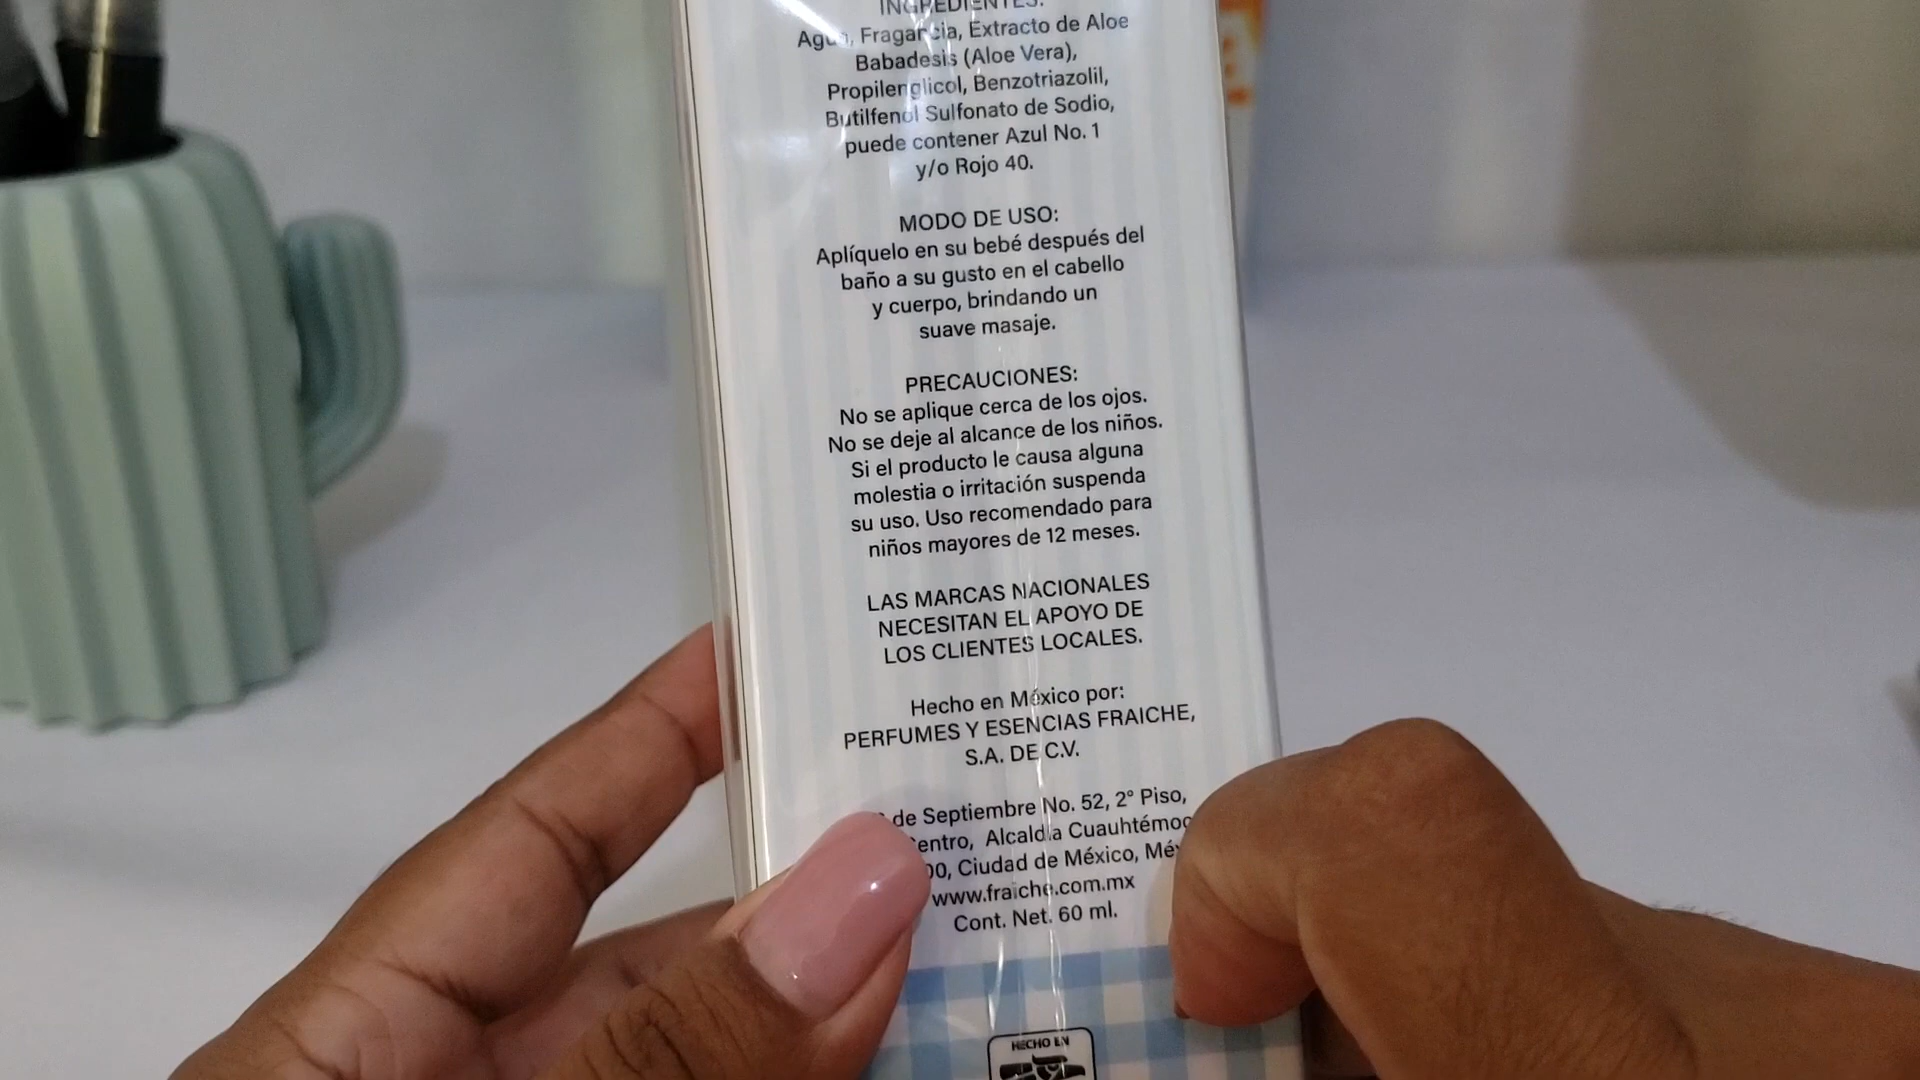 INGREDIENTES:
Agua, Fragancia, Extracto de Aloe
Babadesis (Aloe Vera),
Propilenglicol, Benzotriazolil,
Butilfenol Sulfonato de Sodio,
puede contener Azul No. 1
y/o Rojo 40.
MODO DE USO:
Aplíquelo en su bebé después del
baño a su gusto en el cabello
y cuerpo, brindando un
suave masaje.
PRECAUCIONES:
No se aplique cerca de los ojos.
No se deje al alcance de los niños.
Si el producto le causa alguna
molestia o irritación suspenda
su uso. Uso recomendado para
niños mayores de 12 meses.
LAS MARCAS NACIONALES
NECESITAN EL APOYO DE
LOS CLIENTES LOCALES.
Hecho en México por:
PERFUMES Y ESENCIAS FRAICHE,
S.A. DE C.V.
de Septiembre No. 52, 2° Piso,
Alcaldía Cuauhtémoc
Ciudad de México,
www.fraiche.com.mx
Cont. Net. 60 ml.
HECHO EN